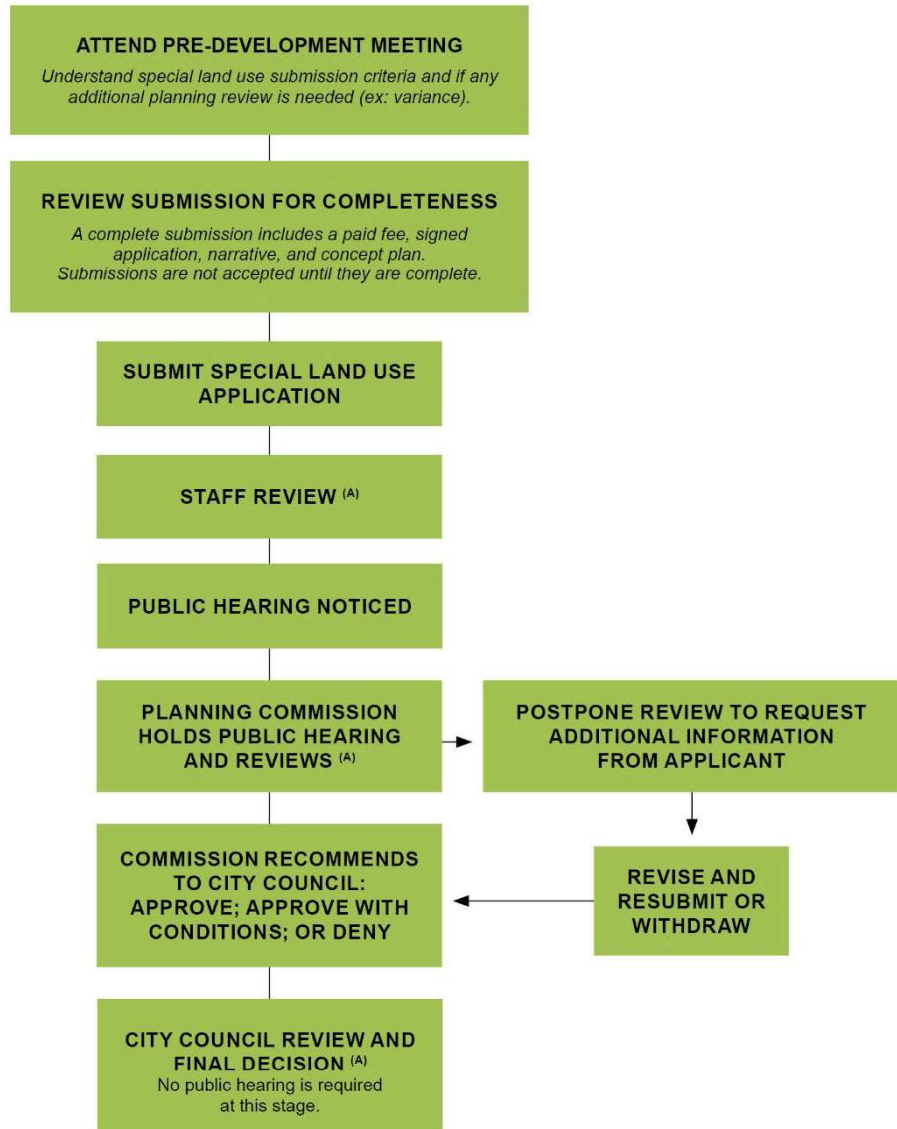 ATTEND PRE-DEVELOPMENT MEETING
Understand special land use submission criteria and if any
additional planning review is needed (ex: variance).
REVIEW SUBMISSION FOR COMPLETENESS
A complete submission includes a paid fee, signed
application, narrative, and concept plan.
Submissions are not accepted until they are complete.
SUBMIT SPECIAL LAND USE
APPLICATION
STAFF REVIEW (A)
PUBLIC HEARING NOTICED
PLANNING COMMISSION
HOLDS PUBLIC HEARING
AND REVIEWS (A)
POSTPONE REVIEW TO REQUEST
ADDITIONAL INFORMATION
FROM APPLICANT
REVISE AND
RESUBMIT OR
WITHDRAW
COMMISSION RECOMMENDS
TO CITY COUNCIL:
APPROVE; APPROVE WITH
CONDITIONS; OR DENY
CITY COUNCIL REVIEW AND
FINAL DECISION (A)
No public hearing is required
at this stage.